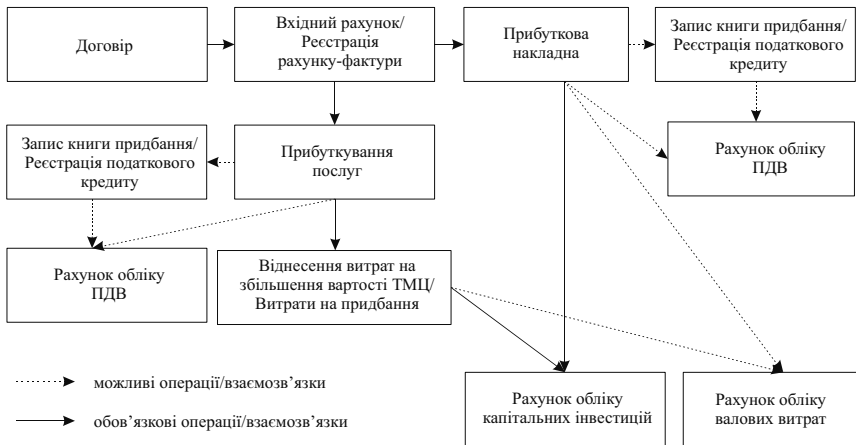 Договір
Вхідний рахунок/
Реєстрація
рахунку-фактури
Прибуткова
накладна
Запис книги придбання/
Реєстрація податкового
кредиту
Запис книги придбання/
Реєстрація податкового
кредиту
Прибуткування
послуг
Рахунок обліку
ПДВ
Рахунок обліку
ПДВ
Віднесення витрат на
збільшення вартості ТМЦ/
Витрати на придбання
можливі операції/взаємозв’язки
обов’язкові операції/взаємозв’язки
Рахунок обліку
капітальних інвестицій
Рахунок обліку
валових витрат